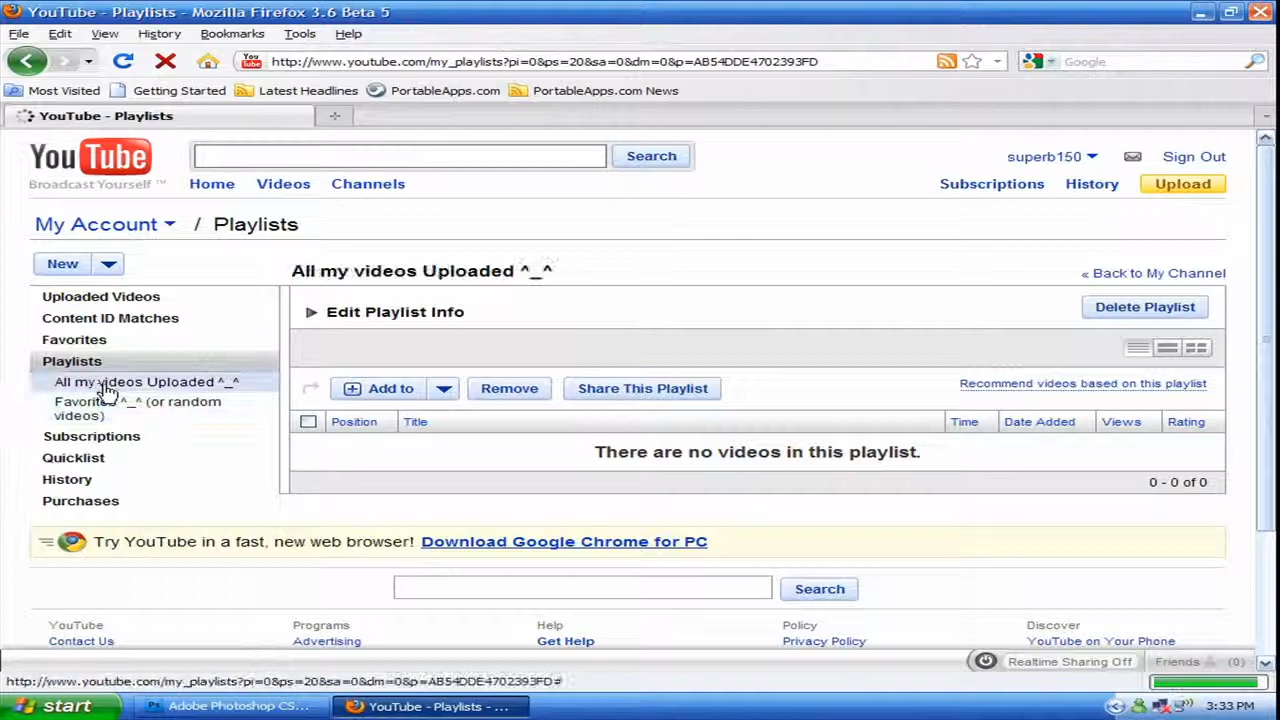 YouTube - Playlists - Mozilla Firefox 3.6 Beta 5
File Edit View History Bookmarks Tools Help
You Tube http://www.youtube.com/my_playlists?pi=0&ps=20&sa=0&dm=0&p=AB54DDE4702393FD Google
Most Visited Getting Started Latest Headlines PortableApps.com PortableApps.com News
YouTube - Playlists
You Tube Search superb150 Sign Out
Broadcast Yourself ™ Home Videos Channels Subscriptions History Upload
My Account / Playlists
New
All my videos Uploaded ^_^ « Back to My Channel
Uploaded Videos
Content ID Matches
Favorites
Playlists
All my videos Uploaded ^_^
Favorites ^_^ (or random
videos)
Subscriptions
Quicklist
History
Purchases
Edit Playlist Info Delete Playlist
Add to Remove Share This Playlist Recommend videos based on this playlist
Position Title Time Date Added Views Rating
There are no videos in this playlist.
0 - 0 of 0
Try YouTube in a fast, new web browser! Download Google Chrome for PC
Search
YouTube Programs Help Policy Discover
Contact Us Advertising Get Help Privacy Policy YouTube on Your Phone
Realtime Sharing Off Friends (0)
http://www.youtube.com/my_playlists?pi=0&ps=20&sa=0&dm=0&p=AB54DDE4702393FD#
start Adobe Photoshop CS... YouTube - Playlists - ... 3:33 PM